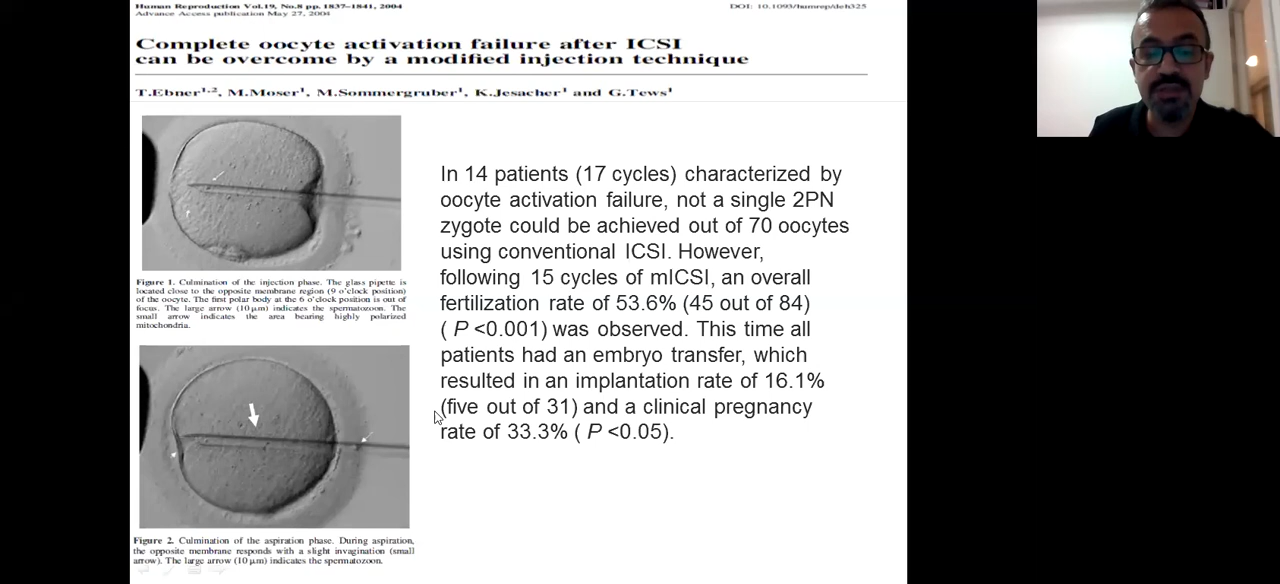 Human Reproduction Vol.19, No.8 pp. 1837–1841, 2004
DOI: 10.1093/humrep/deh325
Advance Access publication May 27, 2004
Complete oocyte activation failure after ICSI
can be overcome by a modified injection technique
T.Ebner1,2, M.Moser1, M.Sommergruber1, K.Jesacher1 and G.Tews1
Figure 1. Culmination of the injection phase. The glass pipette is
located close to the opposite membrane region (9 o'clock position)
of the oocyte. The first polar body at the 6 o'clock position is out of
focus. The large arrow (10 μm) indicates the spermatozoon. The
small arrow indicates the area bearing highly polarized
mitochondria.
Figure 2. Culmination of the aspiration phase. During aspiration,
the opposite membrane responds with a slight invagination (small
arrow). The large arrow (10 μm) indicates the spermatozoon.
In 14 patients (17 cycles) characterized by
oocyte activation failure, not a single 2PN
zygote could be achieved out of 70 oocytes
using conventional ICSI. However,
following 15 cycles of mICSI, an overall
fertilization rate of 53.6% (45 out of 84)
( P <0.001) was observed. This time all
patients had an embryo transfer, which
resulted in an implantation rate of 16.1%
(five out of 31) and a clinical pregnancy
rate of 33.3% ( P <0.05).